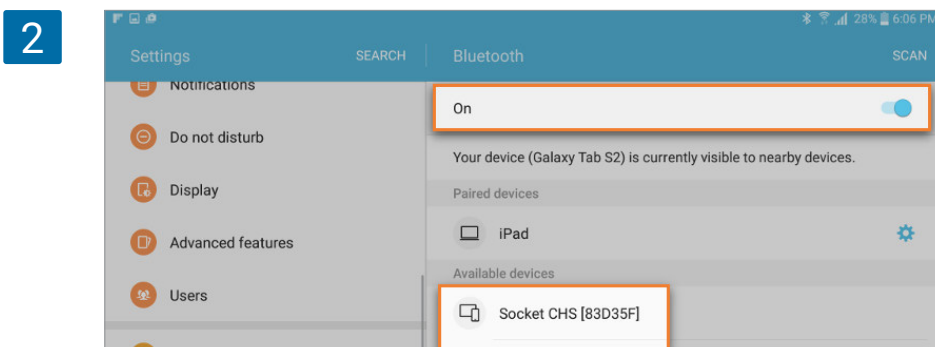 2
28% 6:06 PM
Settings SEARCH Bluetooth SCAN
Notifications
Do not disturb
Display
Advanced features
Users
On
Your device (Galaxy Tab S2) is currently visible to nearby devices.
Paired devices
iPad
Available devices
Socket CHS [83D35F]